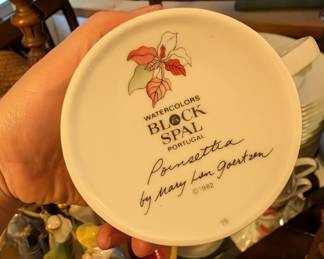 WATERCOLORS
BLOCK
SPAL
PORTUGAL
Poinsettia
by Mary Lou Goertzen
© 1982